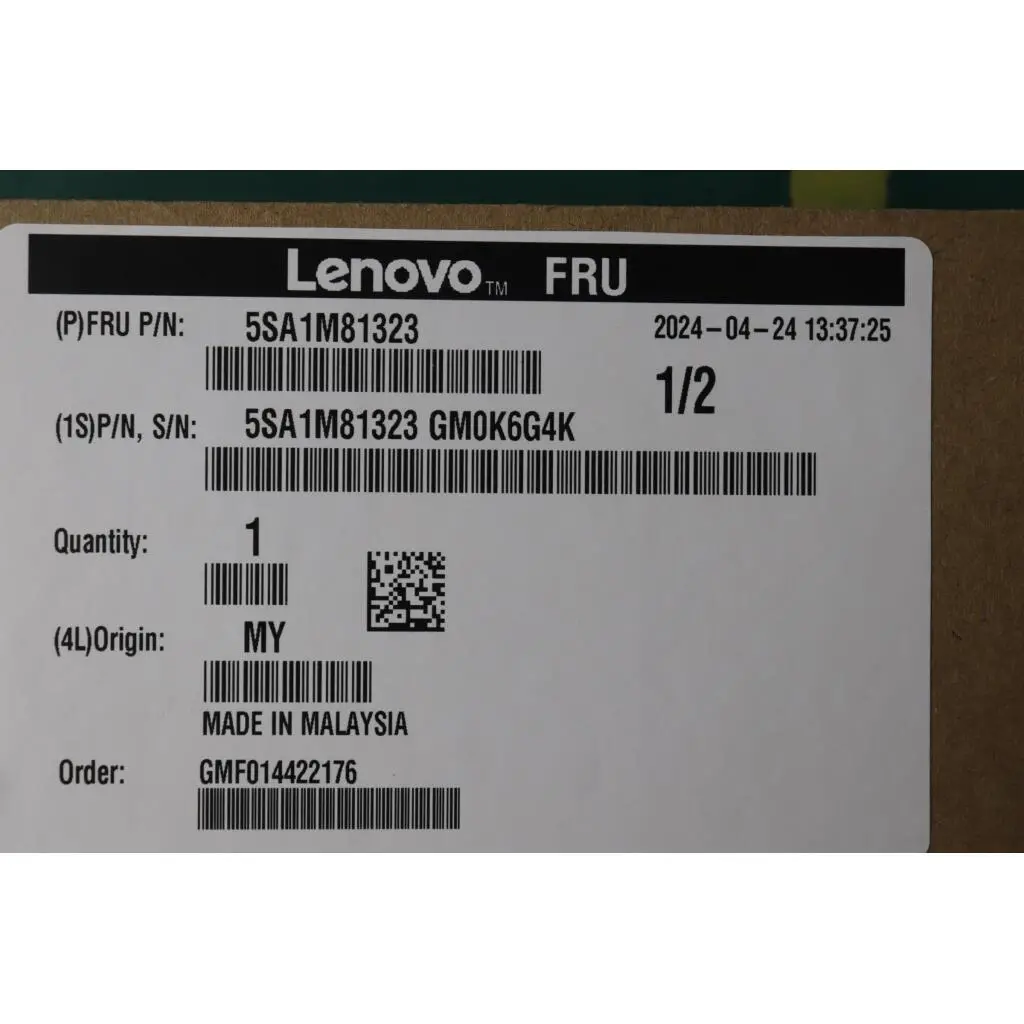 Lenovo™ FRU
(P)FRU P/N: 5SA1M81323 2024-04-24 13:37:25
1/2
(1S)P/N, S/N: 5SA1M81323 GM0K6G4K
Quantity: 1
(4L)Origin: MY
MADE IN MALAYSIA
Order: GMF014422176